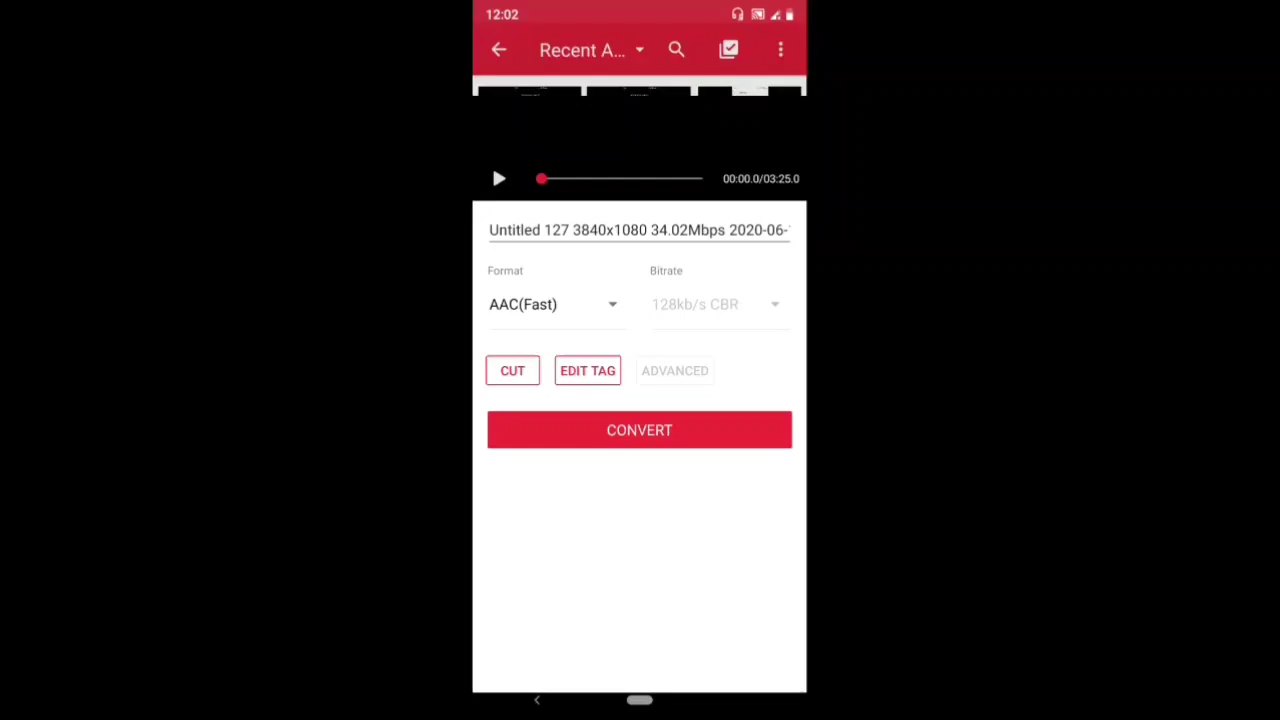 12:02
Recent A...
00:00.0/03:25.0
Untitled 127 3840x1080 34.02Mbps 2020-06-
Format
Bitrate
AAC(Fast)
128kb/s CBR
CUT
EDIT TAG
ADVANCED
CONVERT